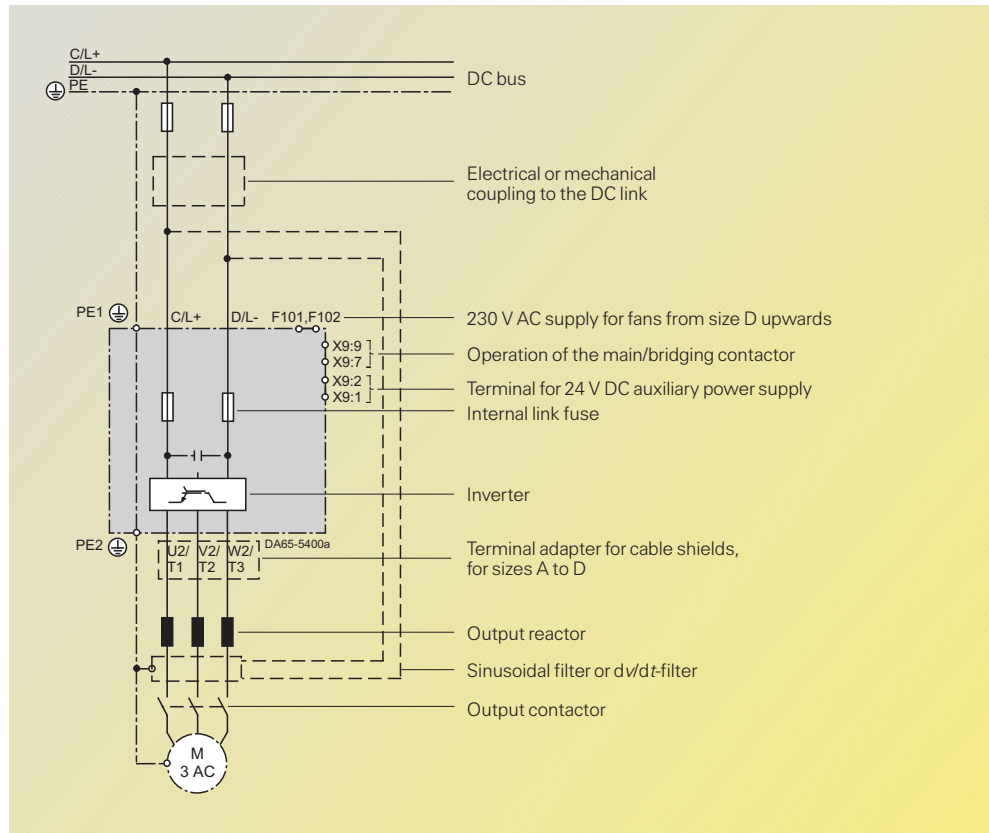 C/L+
D/L-
PE
DC bus
Electrical or mechanical
coupling to the DC link
PE1
C/L+ D/L- F101,F102
230 V AC supply for fans from size D upwards
X9:9
X9:7
Operation of the main/bridging contactor
X9:2
X9:1
Terminal for 24 V DC auxiliary power supply
Internal link fuse
Inverter
PE2
U2/ V2/ W2/
T1 T2 T3
DA65-5400a
Terminal adapter for cable shields,
for sizes A to D
Output reactor
Sinusoidal filter or dv/dt-filter
Output contactor
M
3 AC